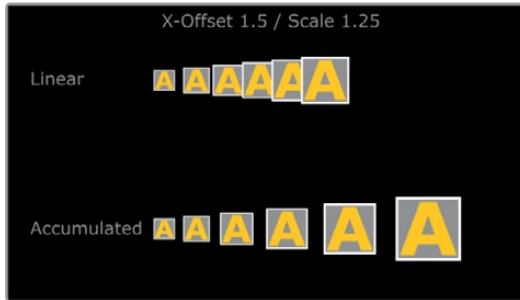 X-Offset 1.5 / Scale 1.25
Linear A A A A A A
Accumulated A A A A A A